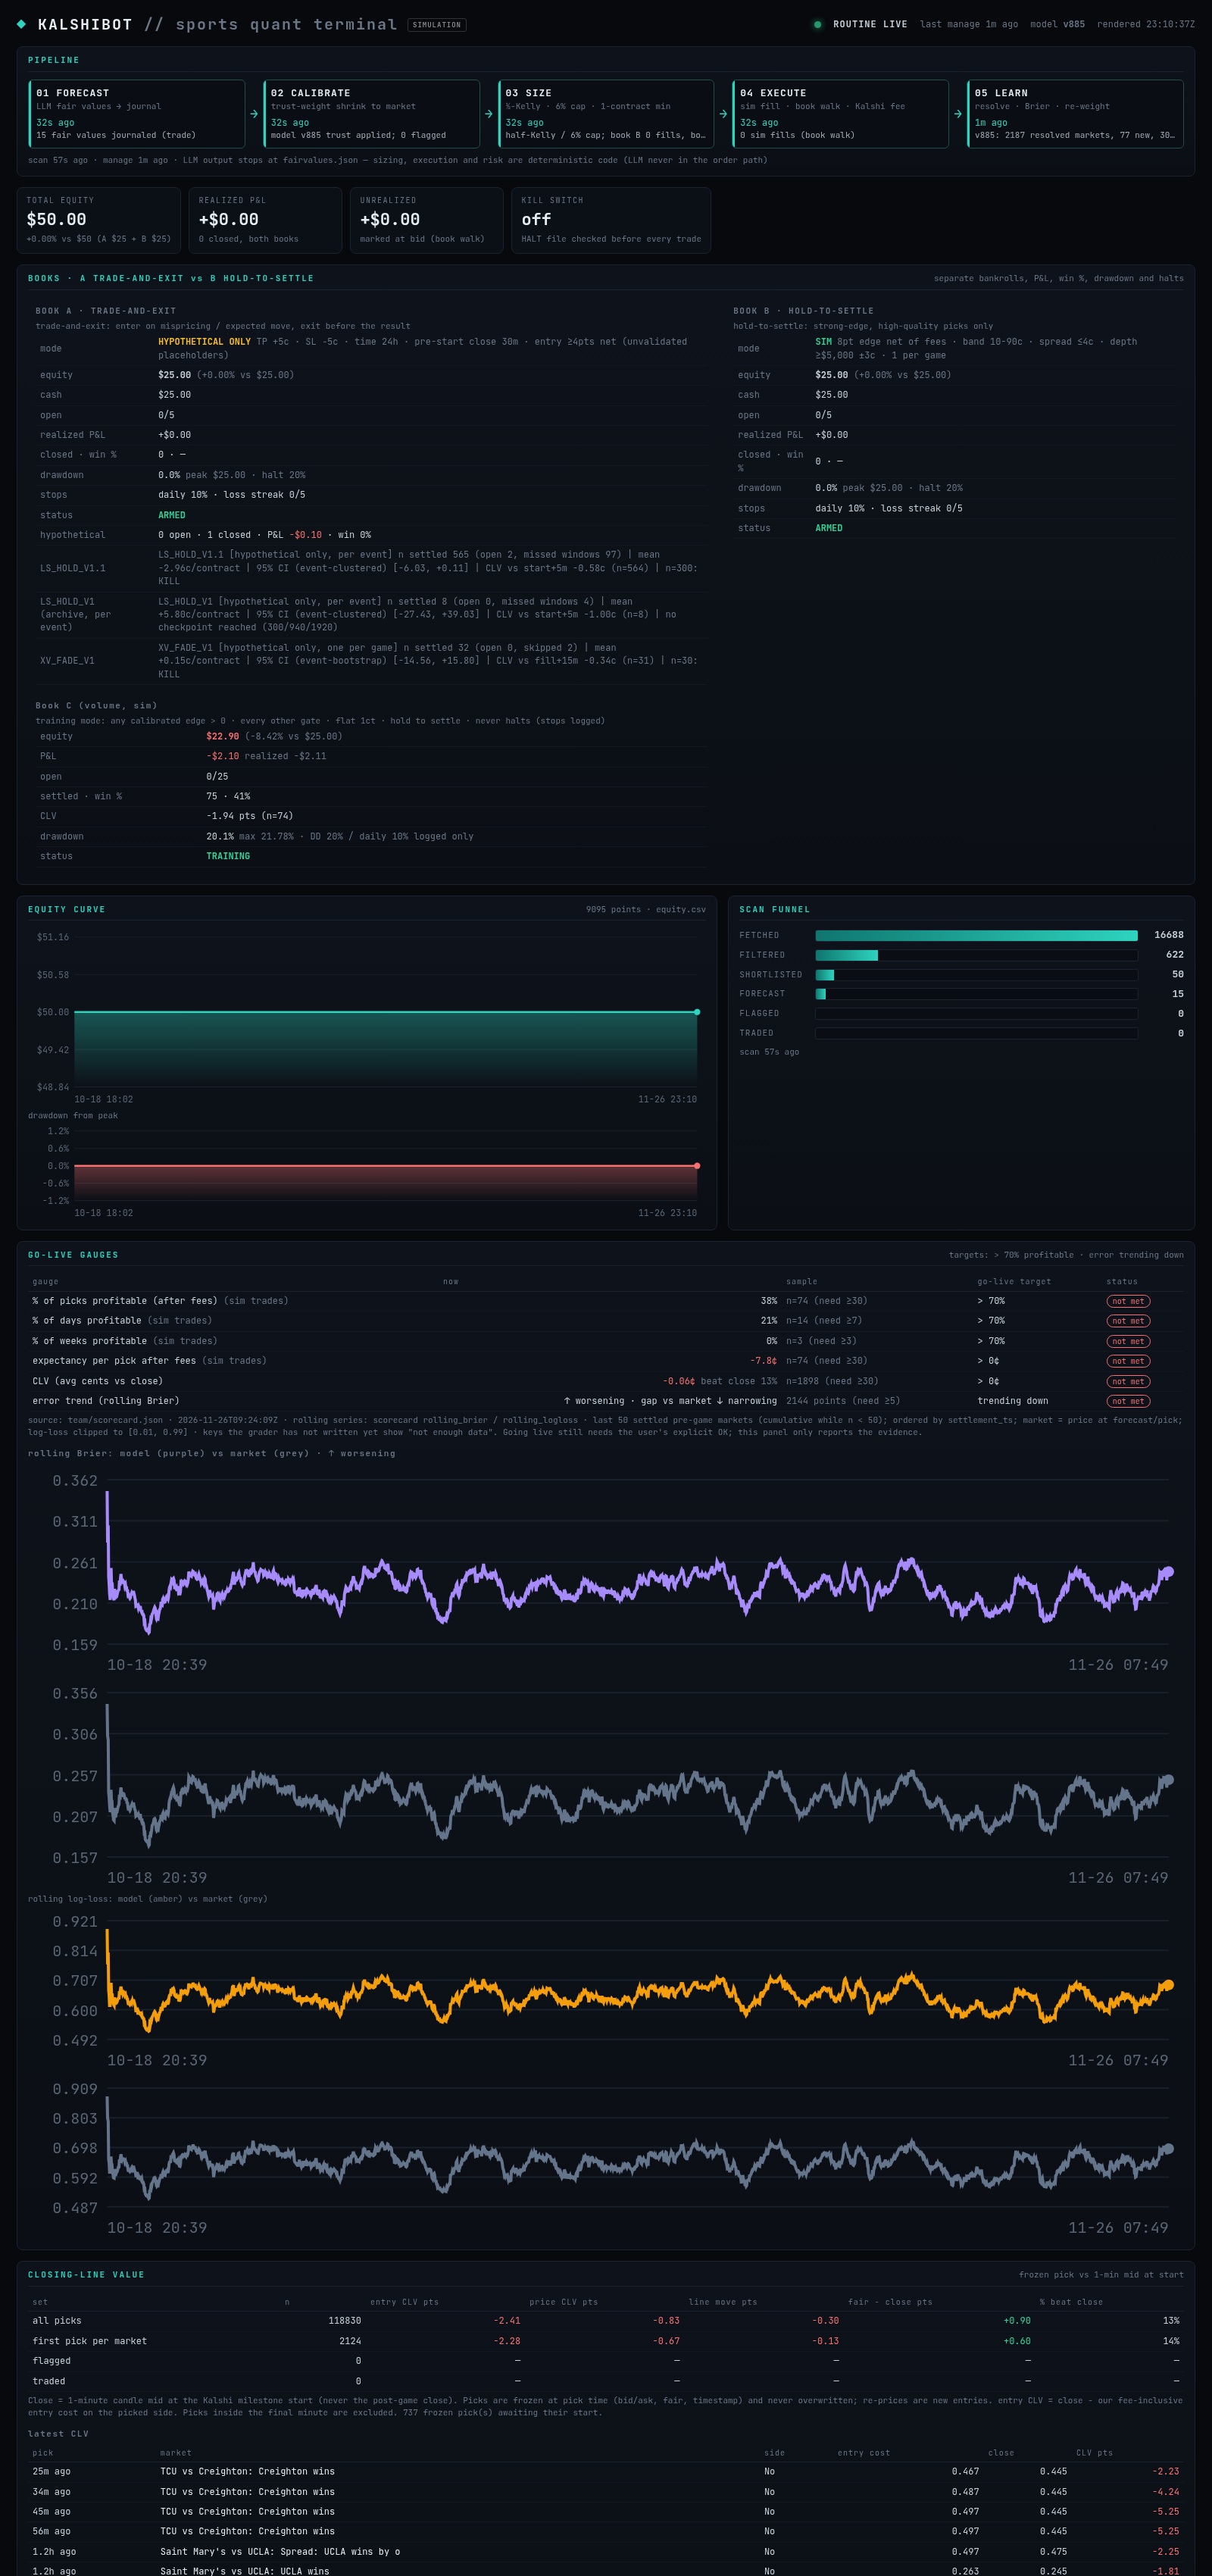 ◆ KALSHIBOT // sports quant terminal SIMULATION
ROUTINE LIVE last manage 1m ago model v885 rendered 23:10:37Z
PIPELINE
01 FORECAST
LLM fair values → journal
32s ago
15 fair values journaled (trade)
→
02 CALIBRATE
trust-weight shrink to market
32s ago
model v885 trust applied; 0 flagged
→
03 SIZE
½-Kelly · 6% cap · 1-contract min
32s ago
half-Kelly / 6% cap; book B 0 fills, bo…
→
04 EXECUTE
sim fill · book walk · Kalshi fee
32s ago
0 sim fills (book walk)
→
05 LEARN
resolve · Brier · re-weight
1m ago
v885: 2187 resolved markets, 77 new, 30…
scan 57s ago · manage 1m ago · LLM output stops at fairvalues.json — sizing, execution and risk are deterministic code (LLM never in the order path)
TOTAL EQUITY
$50.00
+0.00% vs $50 (A $25 + B $25)
REALIZED P&L
+$0.00
0 closed, both books
UNREALIZED
+$0.00
marked at bid (book walk)
KILL SWITCH
off
HALT file checked before every trade
BOOKS · A TRADE-AND-EXIT vs B HOLD-TO-SETTLE
separate bankrolls, P&L, win %, drawdown and halts
BOOK A · TRADE-AND-EXIT
trade-and-exit: enter on mispricing / expected move, exit before the result
mode HYPOTHETICAL ONLY TP +5c · SL -5c · time 24h · pre-start close 30m · entry ≥4pts net (unvalidated
placeholders)
equity $25.00 (+0.00% vs $25.00)
cash $25.00
open 0/5
realized P&L +$0.00
closed · win % 0 · —
drawdown 0.0% peak $25.00 · halt 20%
stops daily 10% · loss streak 0/5
status ARMED
hypothetical 0 open · 1 closed · P&L -$0.10 · win 0%
LS_HOLD_V1.1 LS_HOLD_V1.1 [hypothetical only, per event] n settled 565 (open 2, missed windows 97) | mean
-2.96c/contract | 95% CI (event-clustered) [-6.03, +0.11] | CLV vs start+5m -0.58c (n=564) | n=300:
KILL
LS_HOLD_V1 (archive, per event) LS_HOLD_V1 [hypothetical only, per event] n settled 8 (open 0, missed windows 4) | mean
+5.80c/contract | 95% CI (event-clustered) [-27.43, +39.03] | CLV vs start+5m -1.00c (n=8) | no
checkpoint reached (300/940/1920)
XV_FADE_V1 XV_FADE_V1 [hypothetical only, one per game] n settled 32 (open 0, skipped 2) | mean
+0.15c/contract | 95% CI (event-bootstrap) [-14.56, +15.80] | CLV vs fill+15m -0.34c (n=31) | n=30:
KILL
BOOK B · HOLD-TO-SETTLE
hold-to-settle: strong-edge, high-quality picks only
mode SIM 8pt edge net of fees · band 10-90c · spread ≤4c · depth
≥$5,000 ±3c · 1 per game
equity $25.00 (+0.00% vs $25.00)
cash $25.00
open 0/5
realized P&L +$0.00
closed · win % 0 · —
drawdown 0.0% peak $25.00 · halt 20%
stops daily 10% · loss streak 0/5
status ARMED
Book C (volume, sim)
training mode: any calibrated edge > 0 · every other gate · flat 1ct · hold to settle · never halts (stops logged)
equity $22.90 (-8.42% vs $25.00)
P&L -$2.10 realized -$2.11
open 0/25
settled · win % 75 · 41%
CLV -1.94 pts (n=74)
drawdown 20.1% max 21.78% · DD 20% / daily 10% logged only
status TRAINING
EQUITY CURVE
9095 points · equity.csv
$51.16
$50.58
$50.00
$49.42
$48.84
10-18 18:02 11-26 23:10
drawdown from peak
1.2%
0.6%
0.0%
-0.6%
-1.2%
10-18 18:02 11-26 23:10
SCAN FUNNEL
FETCHED 16688
FILTERED 622
SHORTLISTED 50
FORECAST 15
FLAGGED 0
TRADED 0
scan 57s ago
GO-LIVE GAUGES
targets: > 70% profitable · error trending down
gauge now sample go-live target status
% of picks profitable (after fees) (sim trades) 38% n=74 (need ≥30) > 70% not met
% of days profitable (sim trades) 21% n=14 (need ≥7) > 70% not met
% of weeks profitable (sim trades) 0% n=3 (need ≥3) > 70% not met
expectancy per pick after fees (sim trades) -7.8¢ n=74 (need ≥30) > 0¢ not met
CLV (avg cents vs close) -0.06¢ beat close 13% n=1898 (need ≥30) > 0¢ not met
error trend (rolling Brier) ↑ worsening · gap vs market ↓ narrowing 2144 points (need ≥5) trending down not met
source: team/scorecard.json · 2026-11-26T09:24:09Z · rolling series: scorecard rolling_brier / rolling_logloss · last 50 settled pre-game markets (cumulative while n < 50); ordered by settlement_ts; market = price at forecast/pick;
log-loss clipped to [0.01, 0.99] · keys the grader has not written yet show "not enough data". Going live still needs the user's explicit OK; this panel only reports the evidence.
rolling Brier: model (purple) vs market (grey) · ↑ worsening
0.362
0.311
0.261
0.210
0.159
10-18 20:39 11-26 07:49
0.356
0.306
0.257
0.207
0.157
10-18 20:39 11-26 07:49
rolling log-loss: model (amber) vs market (grey)
0.921
0.814
0.707
0.600
0.492
10-18 20:39 11-26 07:49
0.909
0.803
0.698
0.592
0.487
10-18 20:39 11-26 07:49
CLOSING-LINE VALUE
frozen pick vs 1-min mid at start
set n entry CLV pts price CLV pts line move pts fair - close pts % beat close
all picks 118830 -2.41 -0.83 -0.30 +0.90 13%
first pick per market 2124 -2.28 -0.67 -0.13 +0.60 14%
flagged 0 — — — — —
traded 0 — — — — —
Close = 1-minute candle mid at the Kalshi milestone start (never the post-game close). Picks are frozen at pick time (bid/ask, fair, timestamp) and never overwritten; re-prices are new entries. entry CLV = close - our fee-inclusive
entry cost on the picked side. Picks inside the final minute are excluded. 737 frozen pick(s) awaiting their start.
latest CLV
pick market side entry cost close CLV pts
25m ago TCU vs Creighton: Creighton wins No 0.467 0.445 -2.23
34m ago TCU vs Creighton: Creighton wins No 0.487 0.445 -4.24
45m ago TCU vs Creighton: Creighton wins No 0.497 0.445 -5.25
56m ago TCU vs Creighton: Creighton wins No 0.497 0.445 -5.25
1.2h ago Saint Mary's vs UCLA: Spread: UCLA wins by o No 0.497 0.475 -2.25
1.2h ago Saint Mary's vs UCLA: UCLA wins No 0.263 0.245 -1.81